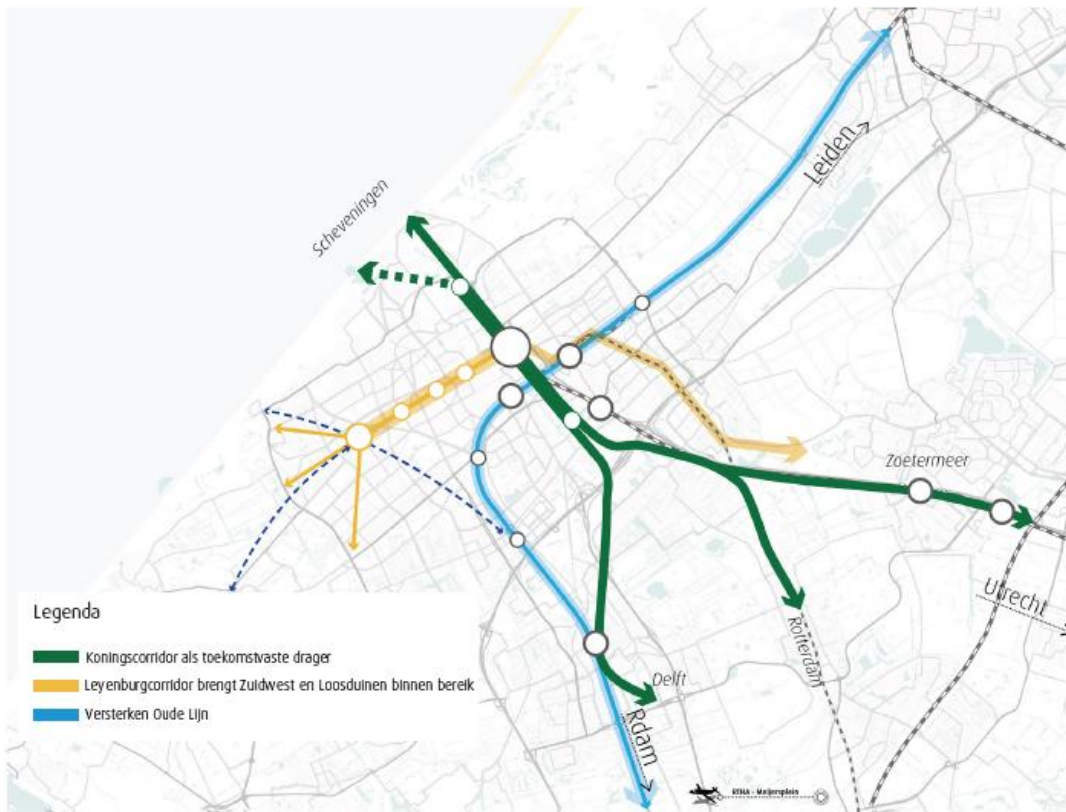 Leiden
Scheveningen
Zoetermeer
Utrecht
Rotterdam
Delft
Rdam
Legenda
Koningscorridor als toekomstvaste drager
Leyenburgcorridor brengt Zuidwest en Loosduinen binnen bereik
Versterken Oude Lijn
RTHA - Meijersplein